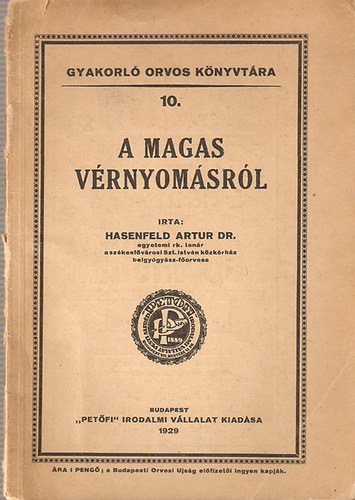 GYAKORLÓ ORVOS KÖNYVTÁRA
10.
A MAGAS
VÉRNYOMÁSRÓL
IRTA:
HASENFELD ARTUR DR.
egyetemi rk. tanár
a székesfővárosi Szt. István közkórház
belgyógyász-főorvosa
PETŐFI
1889
BUDAPEST
„PETŐFI" IRODALMI VÁLLALAT KIADÁSA
1929
ÁRA I PENGŐ; a Budapesti Orvosi Ujság előfizetői ingyen kapják.